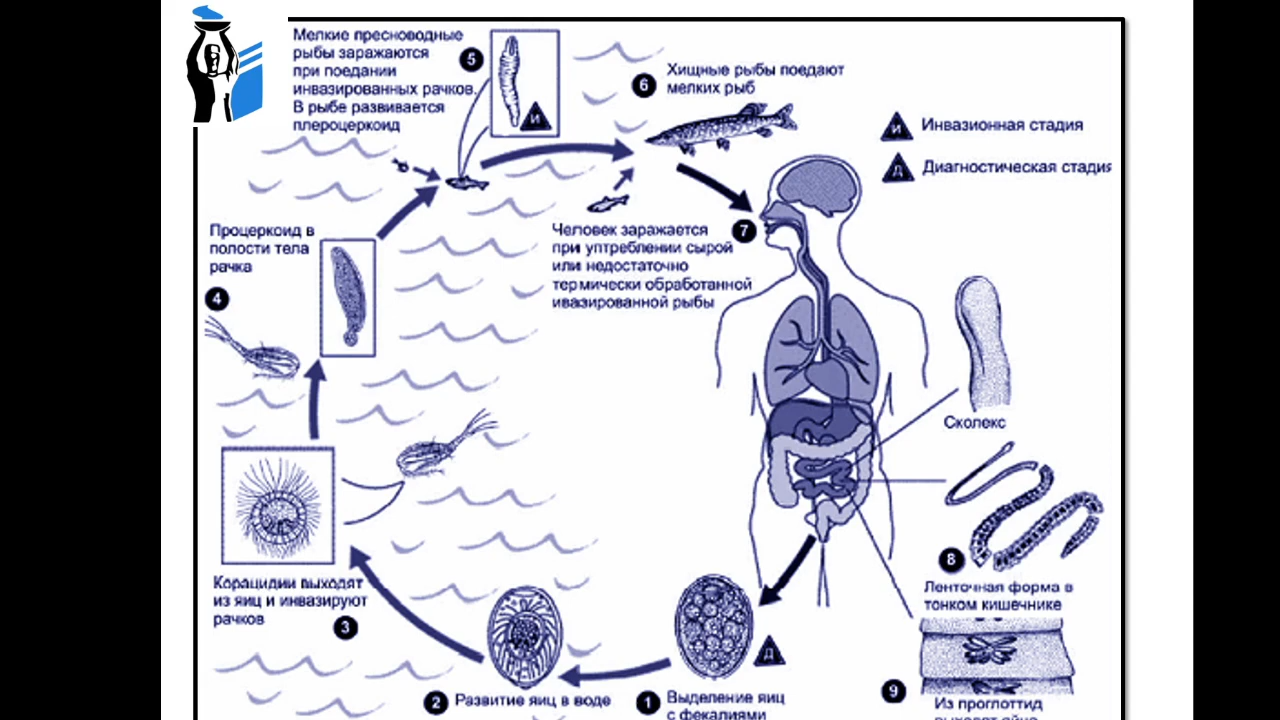 Мелкие пресноводные
рыбы заражаются
при поедании
инвазированных рачков.
В рыбе развивается
плероцеркоид
5
И
6
Хищные рыбы поедают
мелких рыб
И
Инвазионная стадия
Д
Диагностическая стадия
Процеркоид в
полости тела
рачка
4
Человек заражается
при уптреблении сырой
или недостаточно
термически обработанной
ивазированной рыбы
7
Сколекс
8
Ленточная форма в
тонком кишечнике
Корацидии выходят
из яиц и инвазируют
рачков
3
2
Развитие яиц в воде
1
Выделение яиц
с фекалиями
Д
9
Из проглоттид